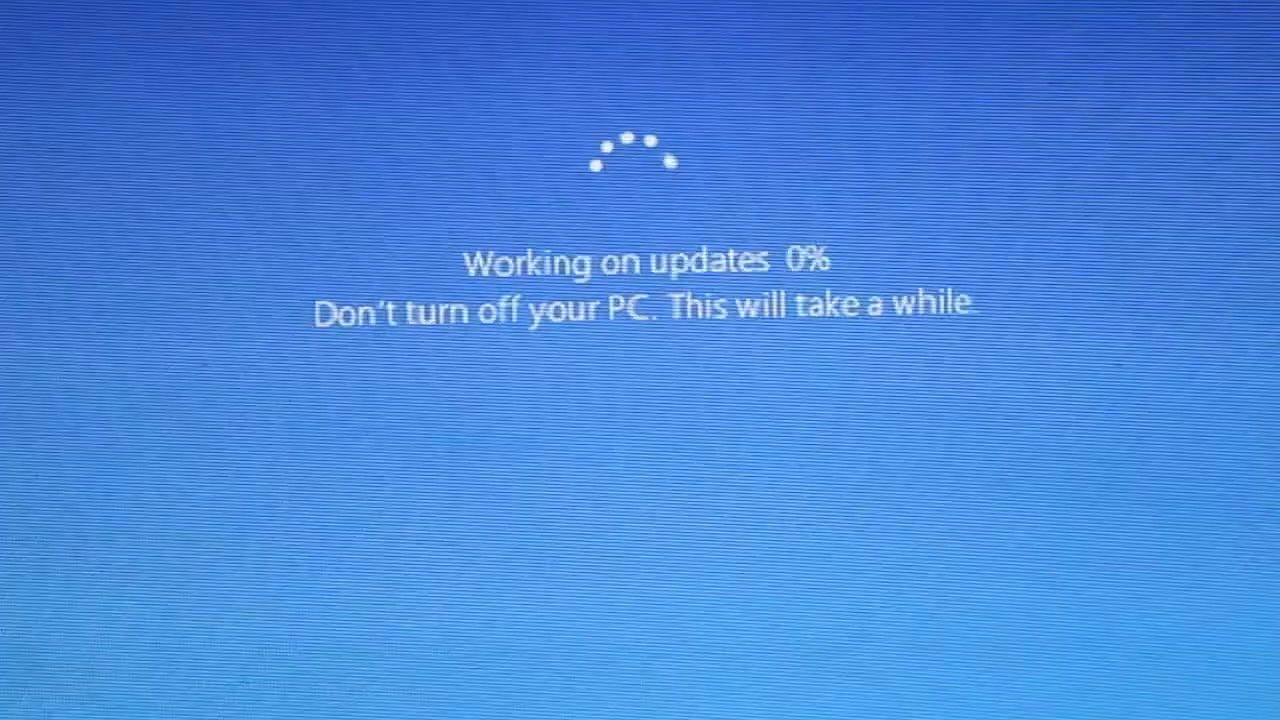 Working on updates 0%
Don't turn off your PC. This will take a while.